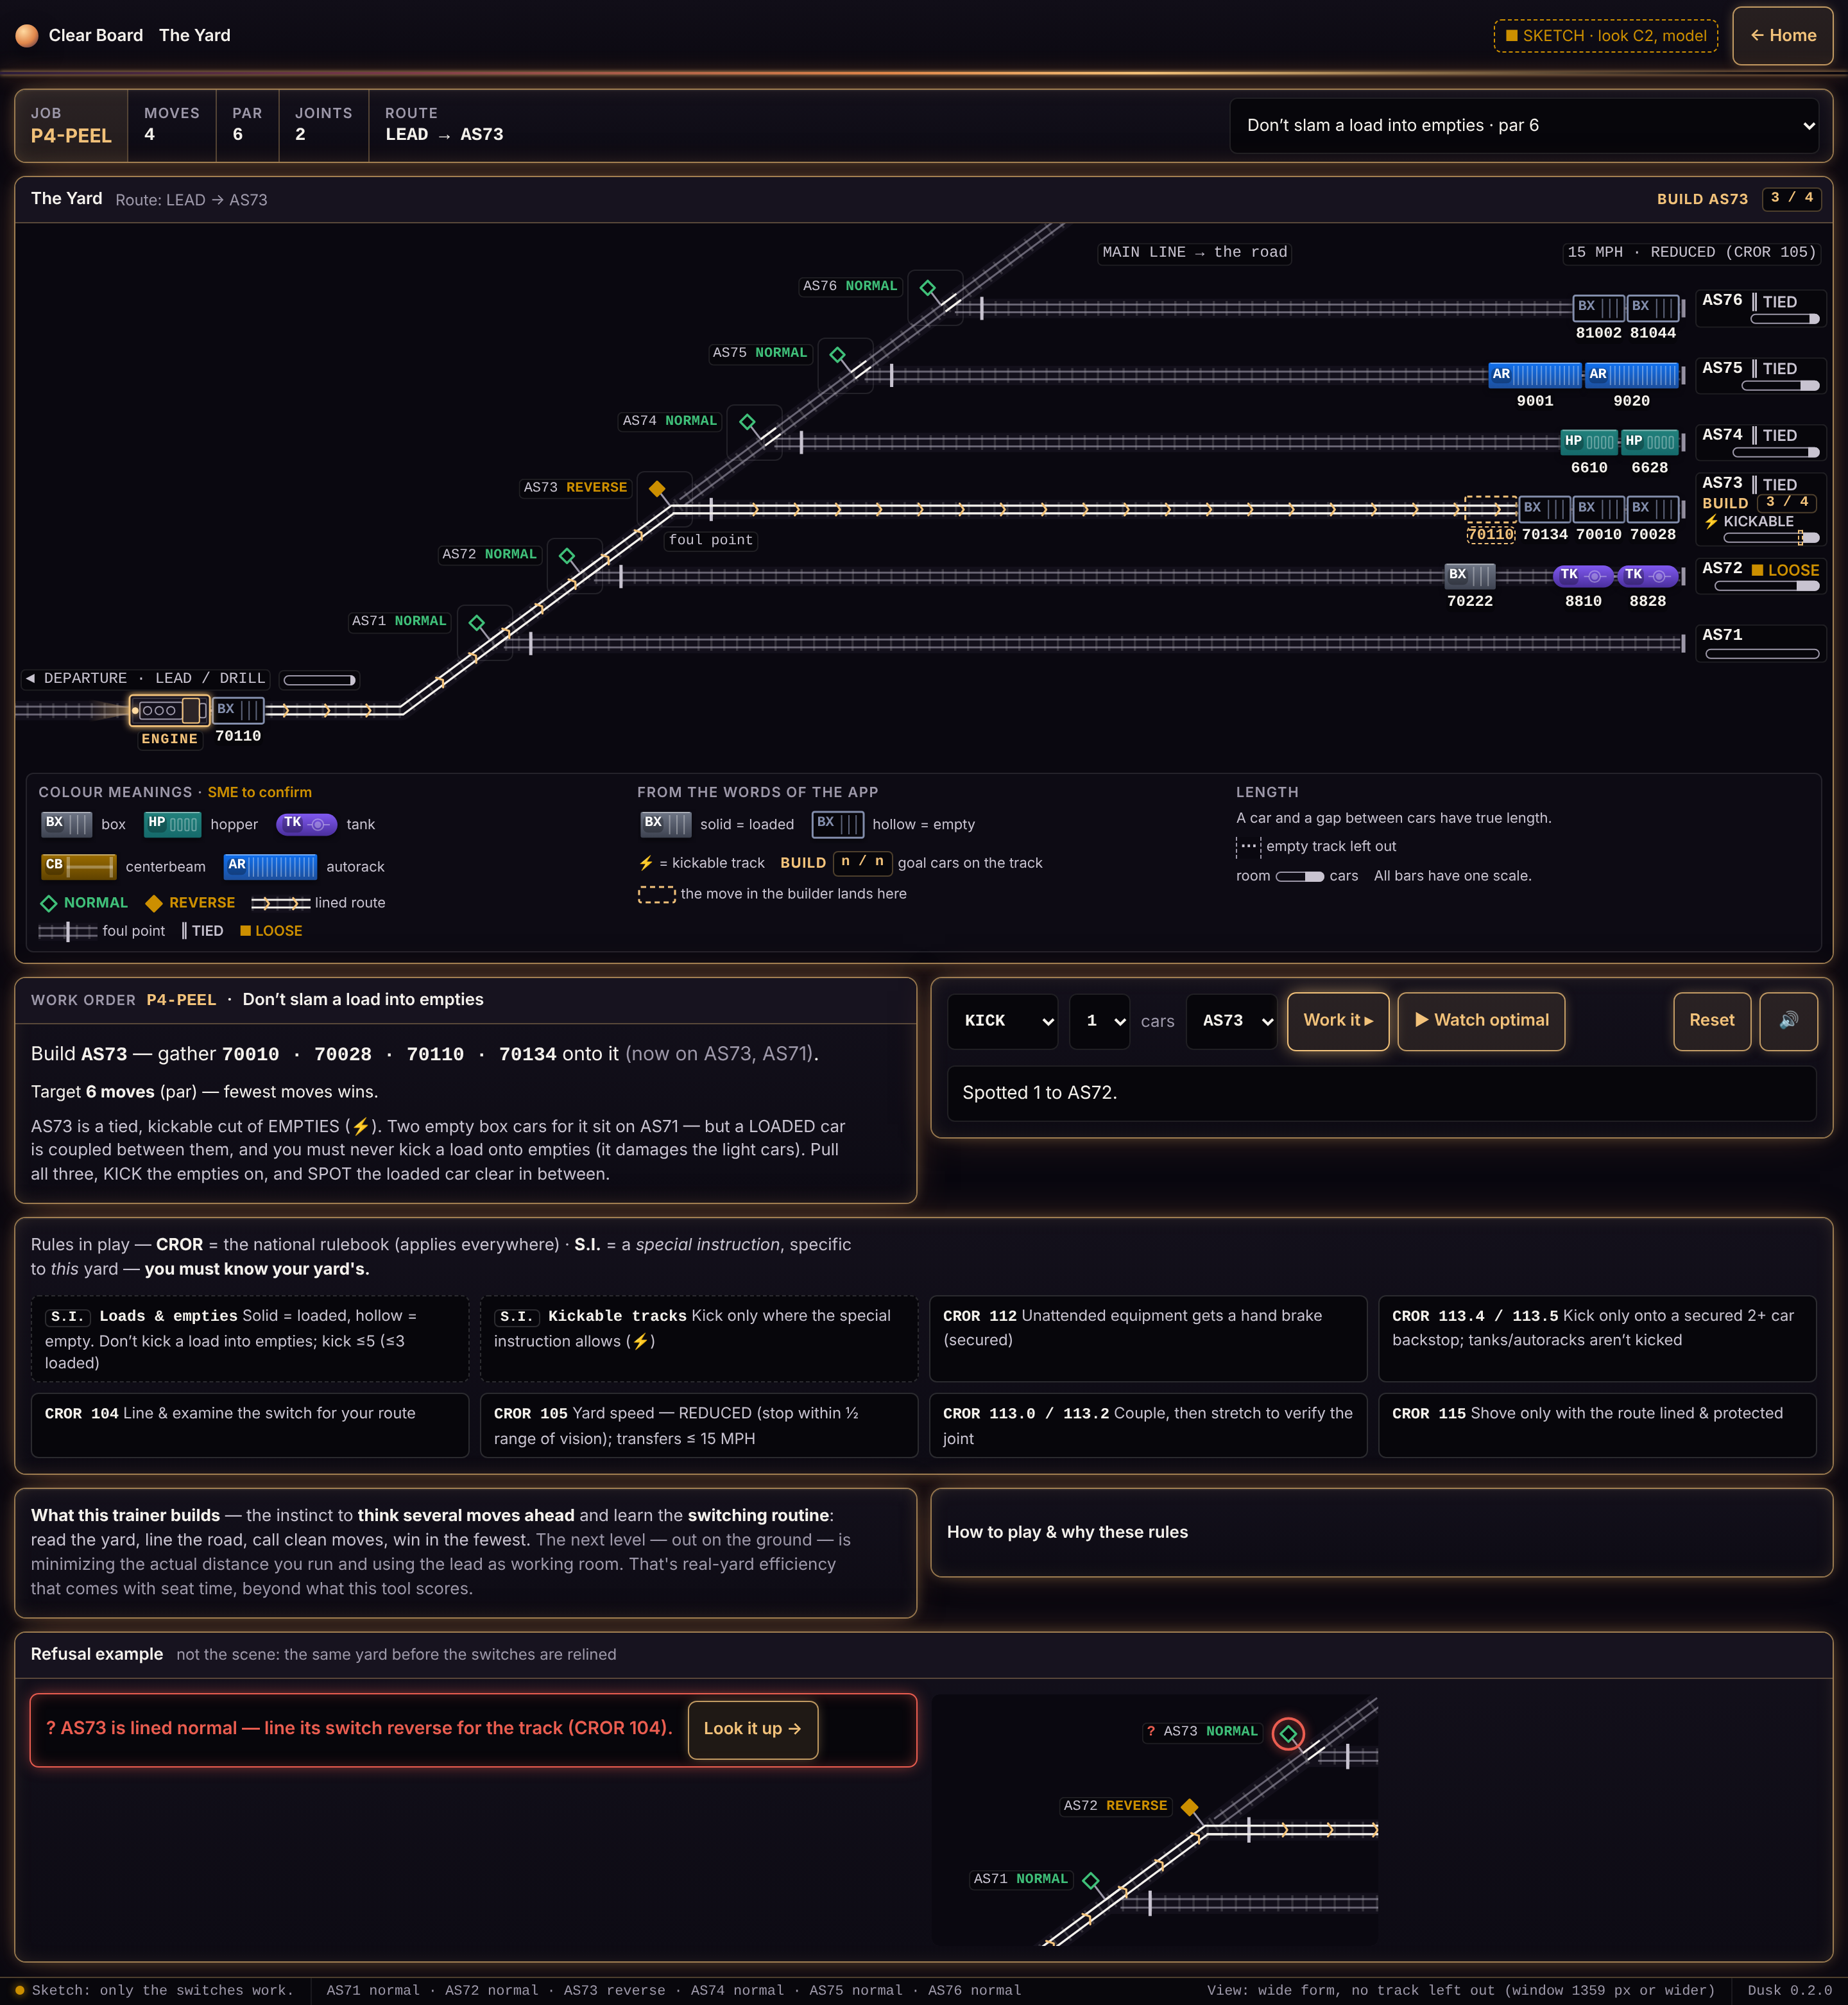 Clear Board The Yard
■ SKETCH · look C2, model
← Home
JOB
P4-PEEL
MOVES
4
PAR
6
JOINTS
2
ROUTE
LEAD → AS73
Don’t slam a load into empties · par 6
The Yard Route: LEAD → AS73
BUILD AS73 3 / 4
MAIN LINE → the road
15 MPH · REDUCED (CROR 105)
AS76 NORMAL
BX BX
81002 81044
AS76 TIED
AS75 NORMAL
AR AR
9001 9020
AS75 TIED
AS74 NORMAL
HP HP
6610 6628
AS74 TIED
AS73 REVERSE
foul point
BX BX BX
70110 70134 70010 70028
AS73 TIED
BUILD 3 / 4
⚡ KICKABLE
AS72 NORMAL
BX TK TK
70222 8810 8828
AS72 ■ LOOSE
AS71 NORMAL
AS71
◄ DEPARTURE · LEAD / DRILL
BX
ENGINE 70110
COLOUR MEANINGS · SME to confirm
BX box HP hopper TK tank
CB centerbeam AR autorack
NORMAL REVERSE lined route
foul point TIED LOOSE
FROM THE WORDS OF THE APP
BX solid = loaded BX hollow = empty
⚡ = kickable track BUILD n / n goal cars on the track
the move in the builder lands here
LENGTH
A car and a gap between cars have true length.
··· empty track left out
room cars All bars have one scale.
WORK ORDER P4-PEEL · Don’t slam a load into empties
Build AS73 — gather 70010 · 70028 · 70110 · 70134 onto it (now on AS73, AS71).
Target 6 moves (par) — fewest moves wins.
AS73 is a tied, kickable cut of EMPTIES (⚡). Two empty box cars for it sit on AS71 — but a LOADED car
is coupled between them, and you must never kick a load onto empties (it damages the light cars). Pull
all three, KICK the empties on, and SPOT the loaded car clear in between.
KICK 1 cars AS73 Work it ▸ ▶ Watch optimal Reset 🔊
Spotted 1 to AS72.
Rules in play — CROR = the national rulebook (applies everywhere) · S.I. = a special instruction, specific
to this yard — you must know your yard's.
S.I. Loads & empties Solid = loaded, hollow =
empty. Don’t kick a load into empties; kick ≤5 (≤3
loaded)
S.I. Kickable tracks Kick only where the special
instruction allows (⚡)
CROR 112 Unattended equipment gets a hand brake
(secured)
CROR 113.4 / 113.5 Kick only onto a secured 2+ car
backstop; tanks/autoracks aren’t kicked
CROR 104 Line & examine the switch for your route
CROR 105 Yard speed — REDUCED (stop within ½
range of vision); transfers ≤ 15 MPH
CROR 113.0 / 113.2 Couple, then stretch to verify the
joint
CROR 115 Shove only with the route lined & protected
What this trainer builds — the instinct to think several moves ahead and learn the switching routine:
read the yard, line the road, call clean moves, win in the fewest. The next level — out on the ground — is
minimizing the actual distance you run and using the lead as working room. That's real-yard efficiency
that comes with seat time, beyond what this tool scores.
How to play & why these rules
Refusal example not the scene: the same yard before the switches are relined
? AS73 is lined normal — line its switch reverse for the track (CROR 104).
Look it up →
? AS73 NORMAL
AS72 REVERSE
AS71 NORMAL
Sketch: only the switches work.
AS71 normal · AS72 normal · AS73 reverse · AS74 normal · AS75 normal · AS76 normal
View: wide form, no track left out (window 1359 px or wider)
Dusk 0.2.0